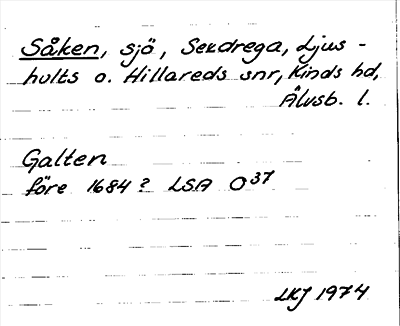 Såken, sjö, Sexdrega, Ljus-
hults o. Hillareds snr, Kinds hd,
Älvsb. l.
Galten
före 1684? LSA O37
LKJ 1974